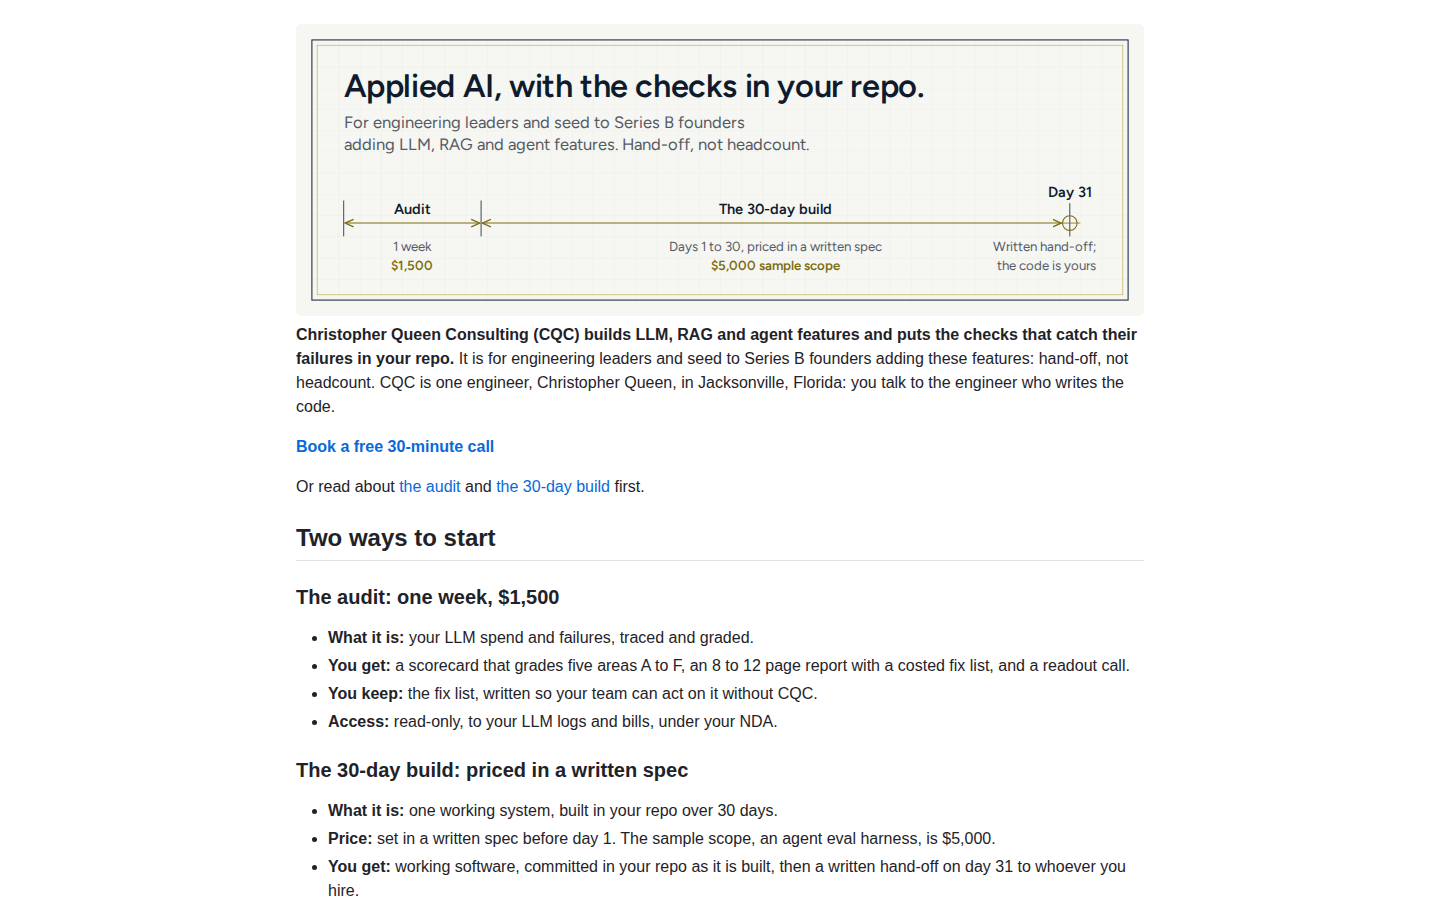 Applied AI, with the checks in your repo.
For engineering leaders and seed to Series B founders
adding LLM, RAG and agent features. Hand-off, not headcount.
Day 31
Audit
The 30-day build
1 week
Days 1 to 30, priced in a written spec
Written hand-off;
$1,500
$5,000 sample scope
the code is yours
Christopher Queen Consulting (CQC) builds LLM, RAG and agent features and puts the checks that catch their
failures in your repo. It is for engineering leaders and seed to Series B founders adding these features: hand-off, not
headcount. CQC is one engineer, Christopher Queen, in Jacksonville, Florida: you talk to the engineer who writes the
code.
Book a free 30-minute call
Or read about the audit and the 30-day build first.
Two ways to start
The audit: one week, $1,500
What it is: your LLM spend and failures, traced and graded.
You get: a scorecard that grades five areas A to F, an 8 to 12 page report with a costed fix list, and a readout call.
You keep: the fix list, written so your team can act on it without CQC.
Access: read-only, to your LLM logs and bills, under your NDA.
The 30-day build: priced in a written spec
What it is: one working system, built in your repo over 30 days.
Price: set in a written spec before day 1. The sample scope, an agent eval harness, is $5,000.
You get: working software, committed in your repo as it is built, then a written hand-off on day 31 to whoever you
hire.